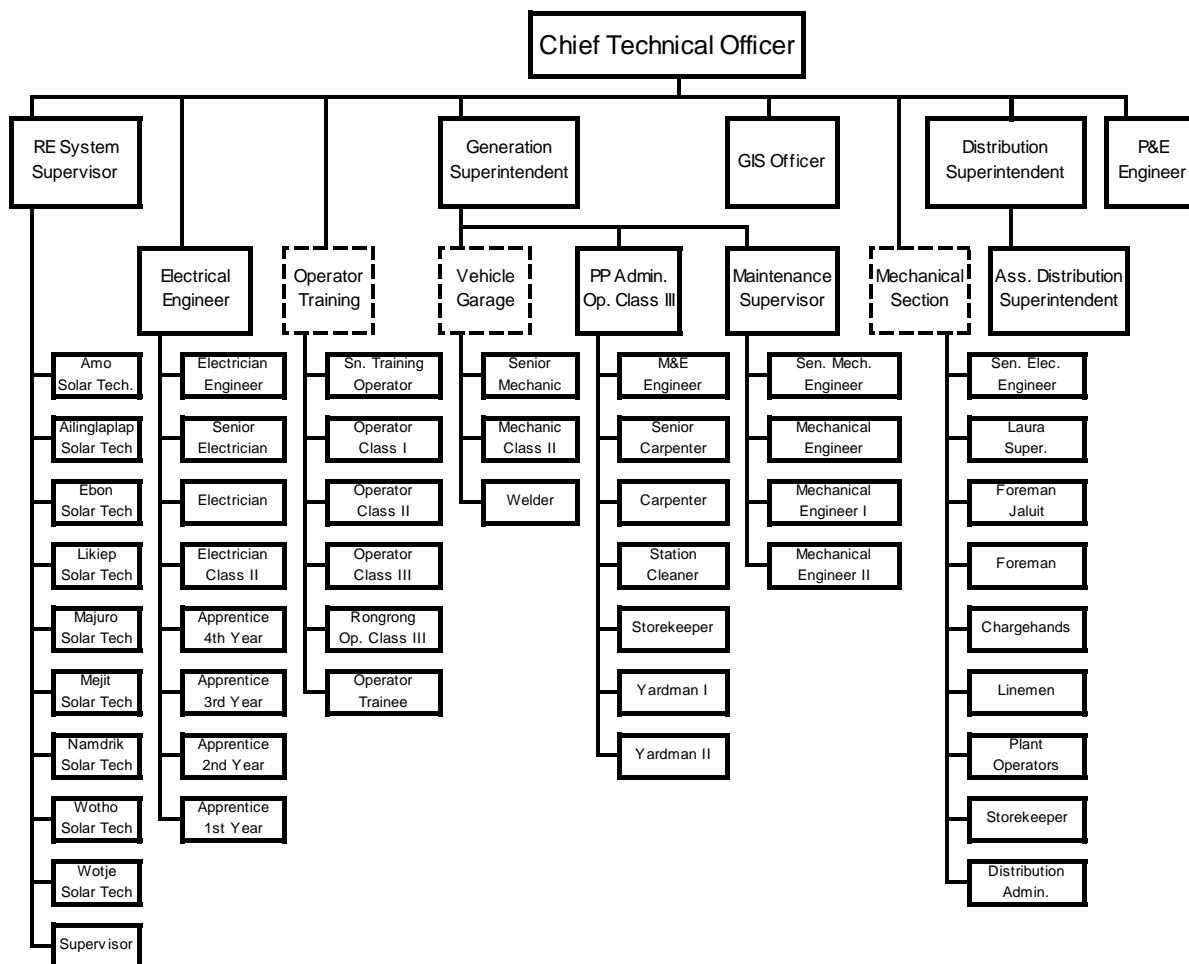 Chief Technical Officer
RE System
Supervisor
Generation
Superintendent
GIS Officer
Distribution
Superintendent
P&E
Engineer
Electrical
Engineer
Operator
Training
Vehicle
Garage
PP Admin.
Op. Class III
Maintenance
Supervisor
Mechanical
Section
Ass. Distribution
Superintendent
Amo
Solar Tech.
Ailinglaplap
Solar Tech
Ebon
Solar Tech
Likiep
Solar Tech
Majuro
Solar Tech
Mejit
Solar Tech
Namdrik
Solar Tech
Wotho
Solar Tech
Wotje
Solar Tech
Supervisor
Electrician
Engineer
Senior
Electrician
Electrician
Electrician
Class II
Apprentice
4th Year
Apprentice
3rd Year
Apprentice
2nd Year
Apprentice
1st Year
Sn. Training
Operator
Operator
Class I
Operator
Class II
Operator
Class III
Rongrong
Op. Class III
Operator
Trainee
Senior
Mechanic
Mechanic
Class II
Welder
M&E
Engineer
Senior
Carpenter
Carpenter
Station
Cleaner
Storekeeper
Yardman I
Yardman II
Sen. Mech.
Engineer
Mechanical
Engineer
Mechanical
Engineer I
Mechanical
Engineer II
Sen. Elec.
Engineer
Laura
Super.
Foreman
Jaluit
Foreman
Chargehands
Linemen
Plant
Operators
Storekeeper
Distribution
Admin.